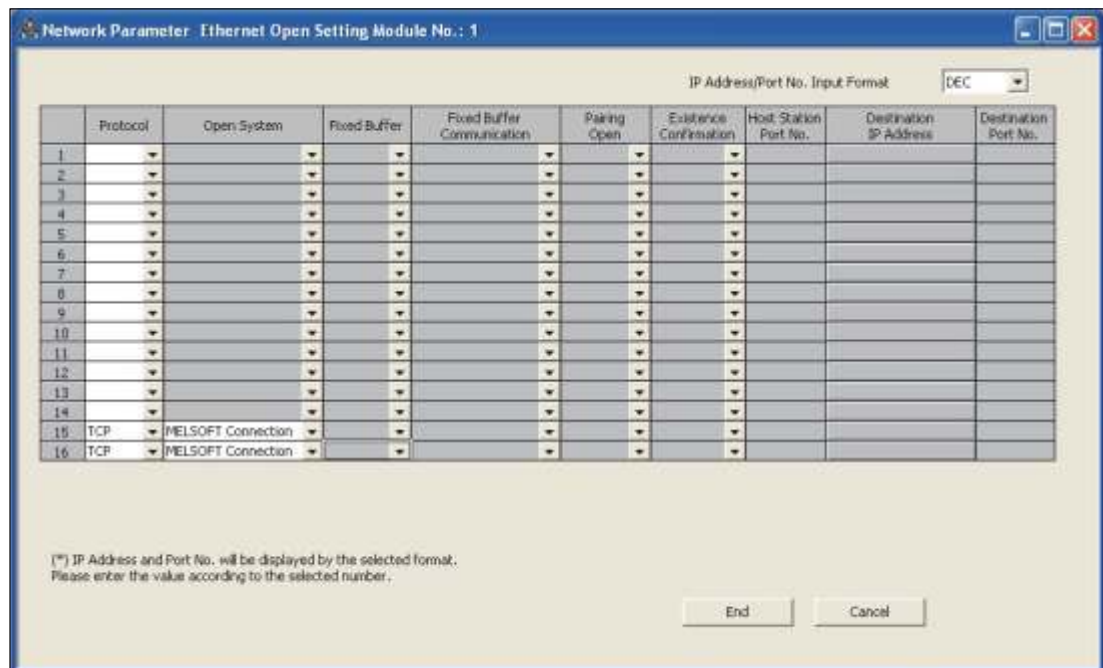 Network Parameter Ethernet Open Setting Module No.: 1
IP Address/Port No. Input Format DEC
Protocol Open System Fixed Buffer Fixed Buffer Communication Pairing Open Existence Confirmation Host Station Port No. Destination IP Address Destination Port No.
1
2
3
4
5
6
7
8
9
10
11
12
13
14
15 TCP MELSOFT Connection
16 TCP MELSOFT Connection
(*) IP Address and Port No. will be displayed by the selected format.
Please enter the value according to the selected number.
End Cancel